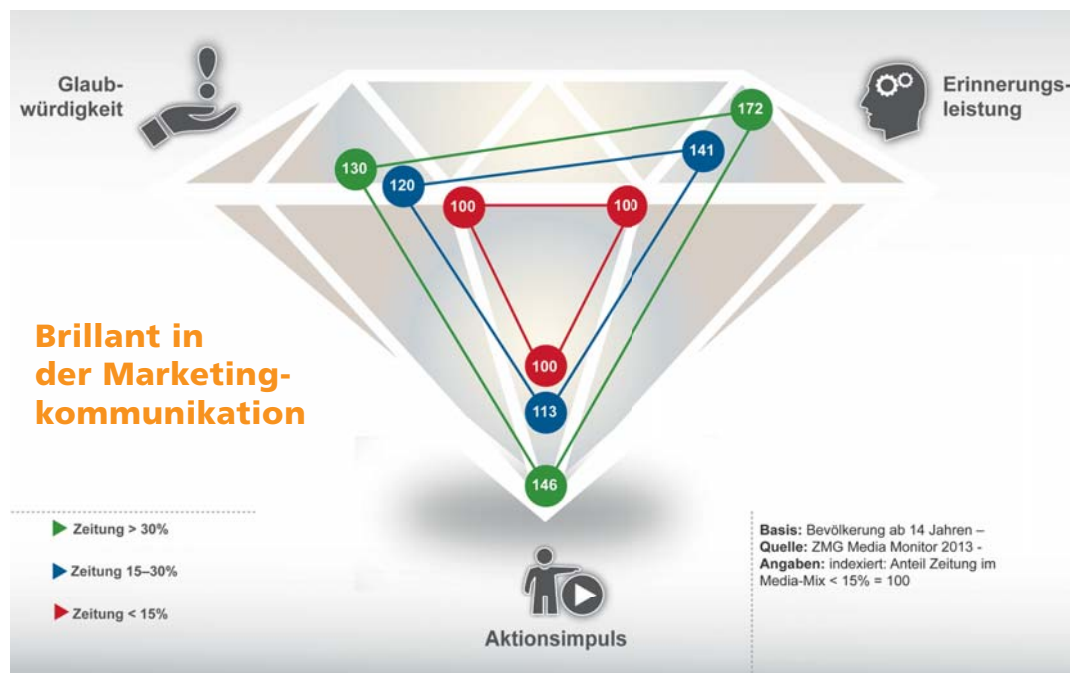 Glaub-
würdigkeit
Erinnerungs-
leistung
172
141
130
120
100
100
100
113
146
Brillant in
der Marketing-
kommunikation
Zeitung > 30%
Zeitung 15–30%
Zeitung < 15%
Basis: Bevölkerung ab 14 Jahren –
Quelle: ZMG Media Monitor 2013 -
Angaben: indexiert: Anteil Zeitung im
Media-Mix < 15% = 100
Aktionsimpuls